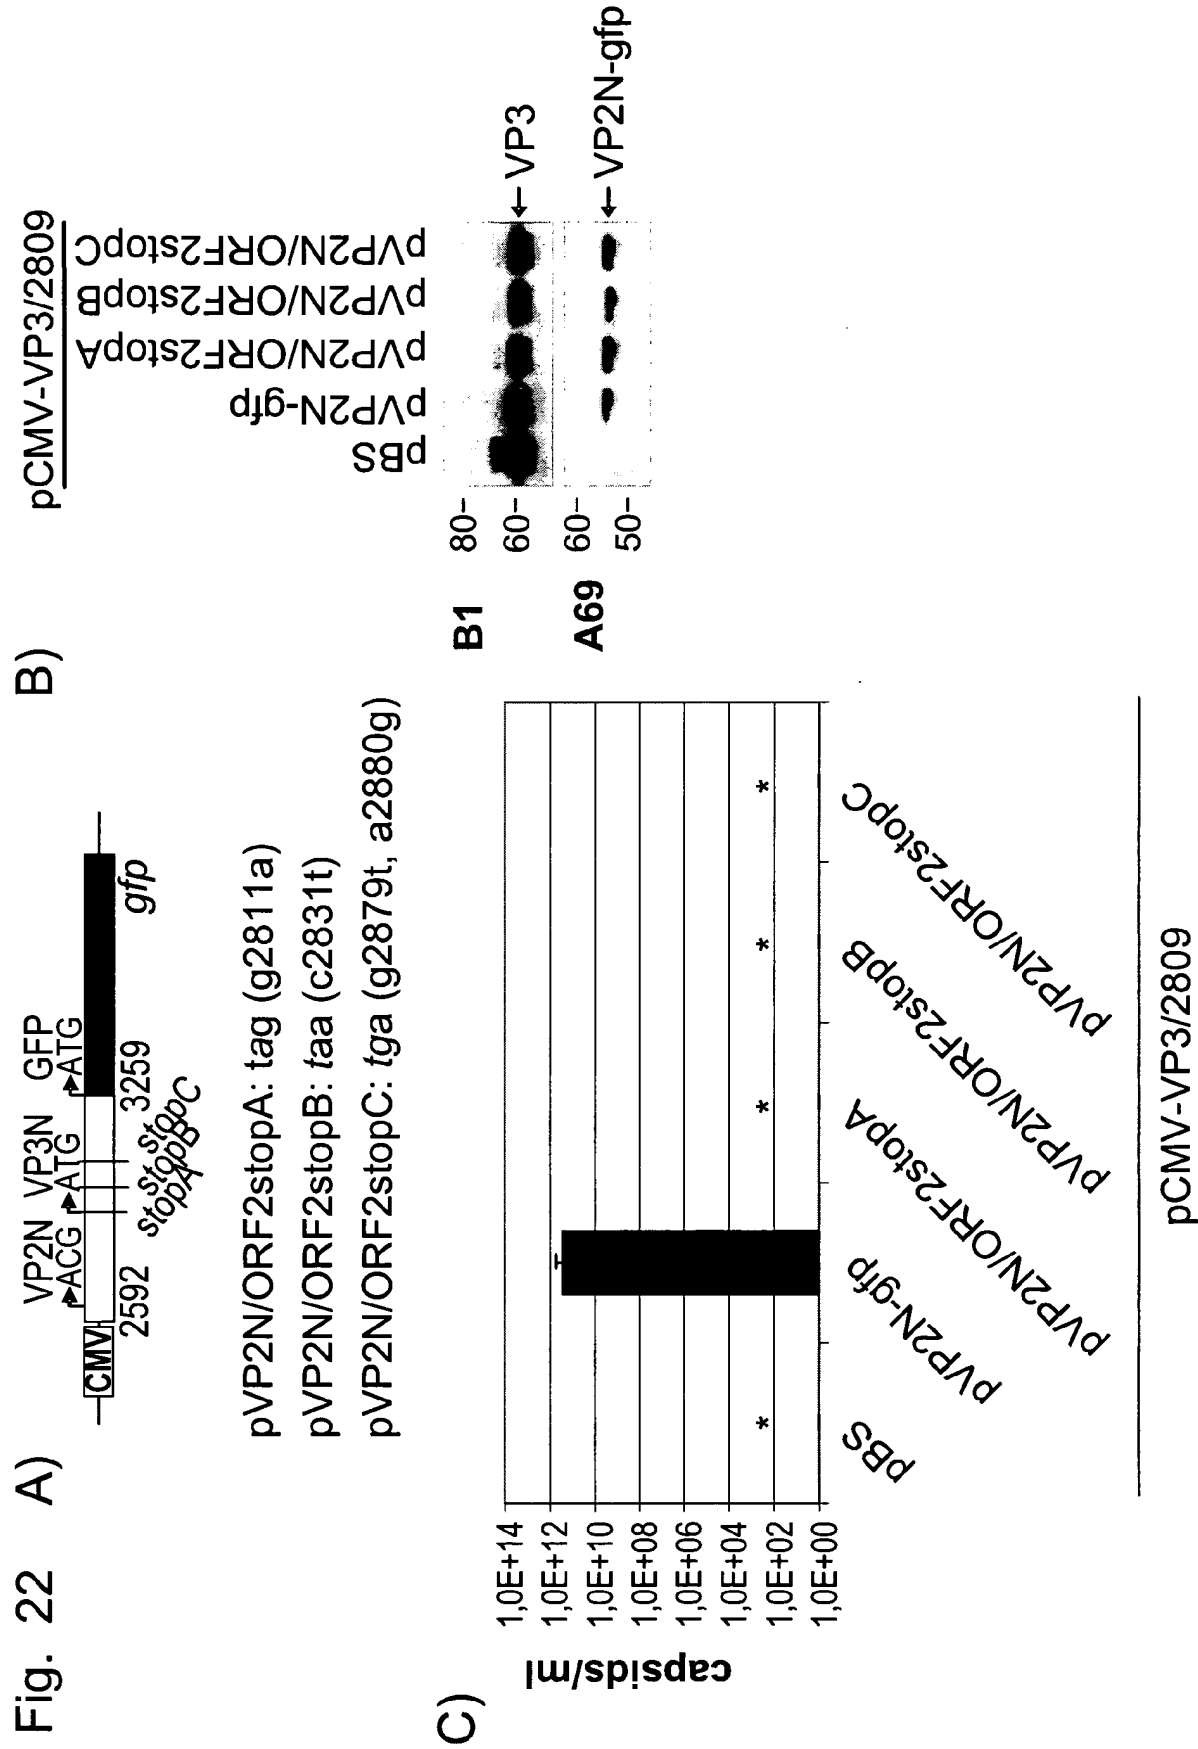 Fig. 22
A)
VP2N VP3N GFP
ACG ATG ATG
CMV
2592 3259
gfp
stopA
stopB
stopC
pVP2N/ORF2stopA: tag (g2811a)
pVP2N/ORF2stopB: taa (c2831t)
pVP2N/ORF2stopC: tga (g2879t, a2880g)
B)
pCMV-VP3/2809
pBS
pVP2N-gfp
pVP2N/ORF2stopA
pVP2N/ORF2stopB
pVP2N/ORF2stopC
B1
80-
60-
VP3
A69
60-
50-
VP2N-gfp
C)
capsids/ml
1,0E+14
1,0E+12
1,0E+10
1,0E+08
1,0E+06
1,0E+04
1,0E+02
1,0E+00
* * * *
pBS
pVP2N-gfp
pVP2N/ORF2stopA
pVP2N/ORF2stopB
pVP2N/ORF2stopC
pCMV-VP3/2809